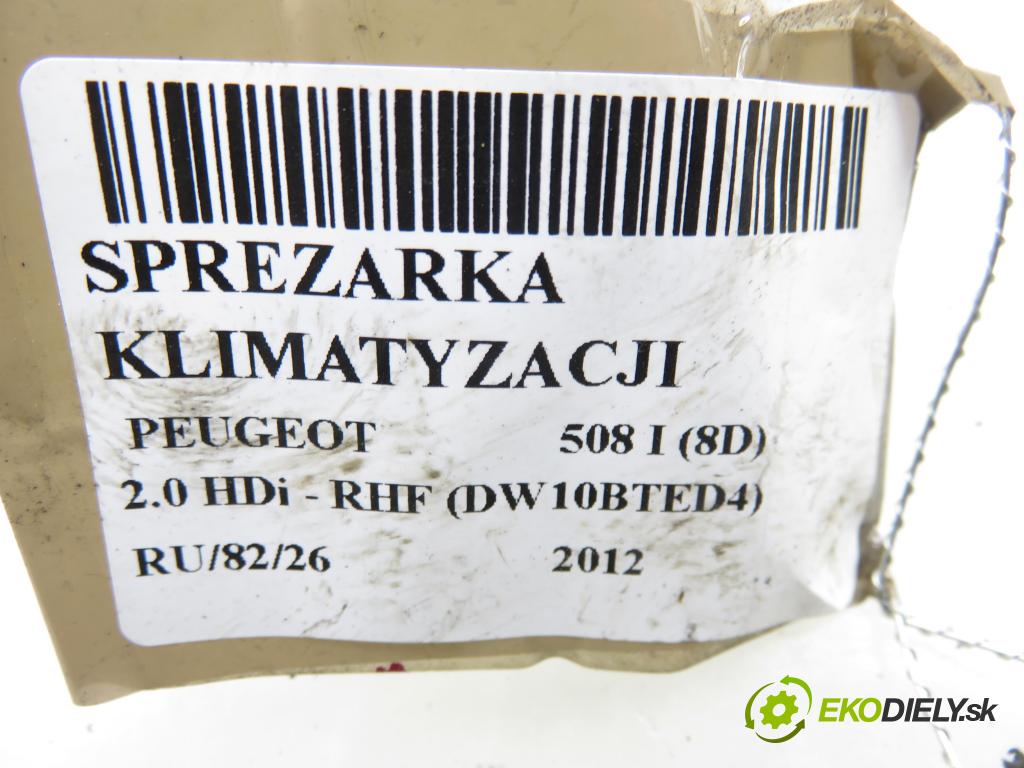 SPREZARKA
KLIMATYZACJI
PEUGEOT 508 I (8D)
2.0 HDi - RHF (DW10BTED4)
RU/82/26 2012
EKODIELY.sk